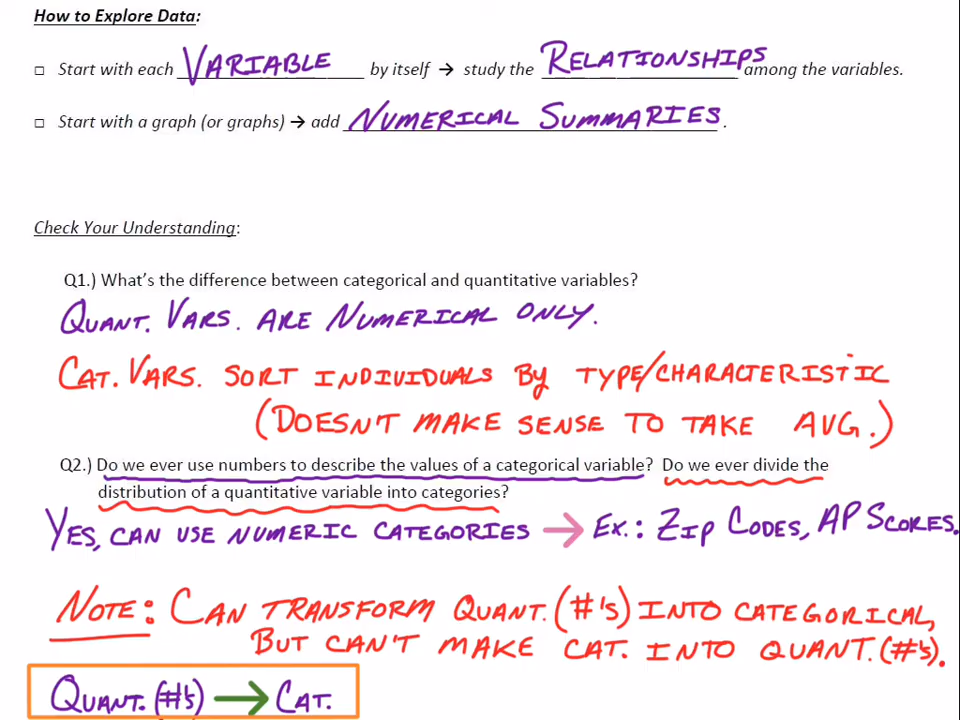 How to Explore Data:
□ Start with each VARIABLE by itself → study the RELATIONSHIPS among the variables.
□ Start with a graph (or graphs) → add NUMERICAL SUMMARIES.
Check Your Understanding:
Q1.) What's the difference between categorical and quantitative variables?
QUANT. VARS. ARE NUMERICAL ONLY.
CAT. VARS. SORT INDIVIDUALS BY TYPE/CHARACTERISTIC
(DOESN'T MAKE SENSE TO TAKE AVG.)
Q2.) Do we ever use numbers to describe the values of a categorical variable? Do we ever divide the
distribution of a quantitative variable into categories?
YES, CAN USE NUMERIC CATEGORIES → EX.: ZIP CODES, AP SCORES.
NOTE: CAN TRANSFORM QUANT. (#'s) INTO CATEGORICAL,
BUT CAN'T MAKE CAT. INTO QUANT. (#'s).
QUANT. (#'s) → CAT.